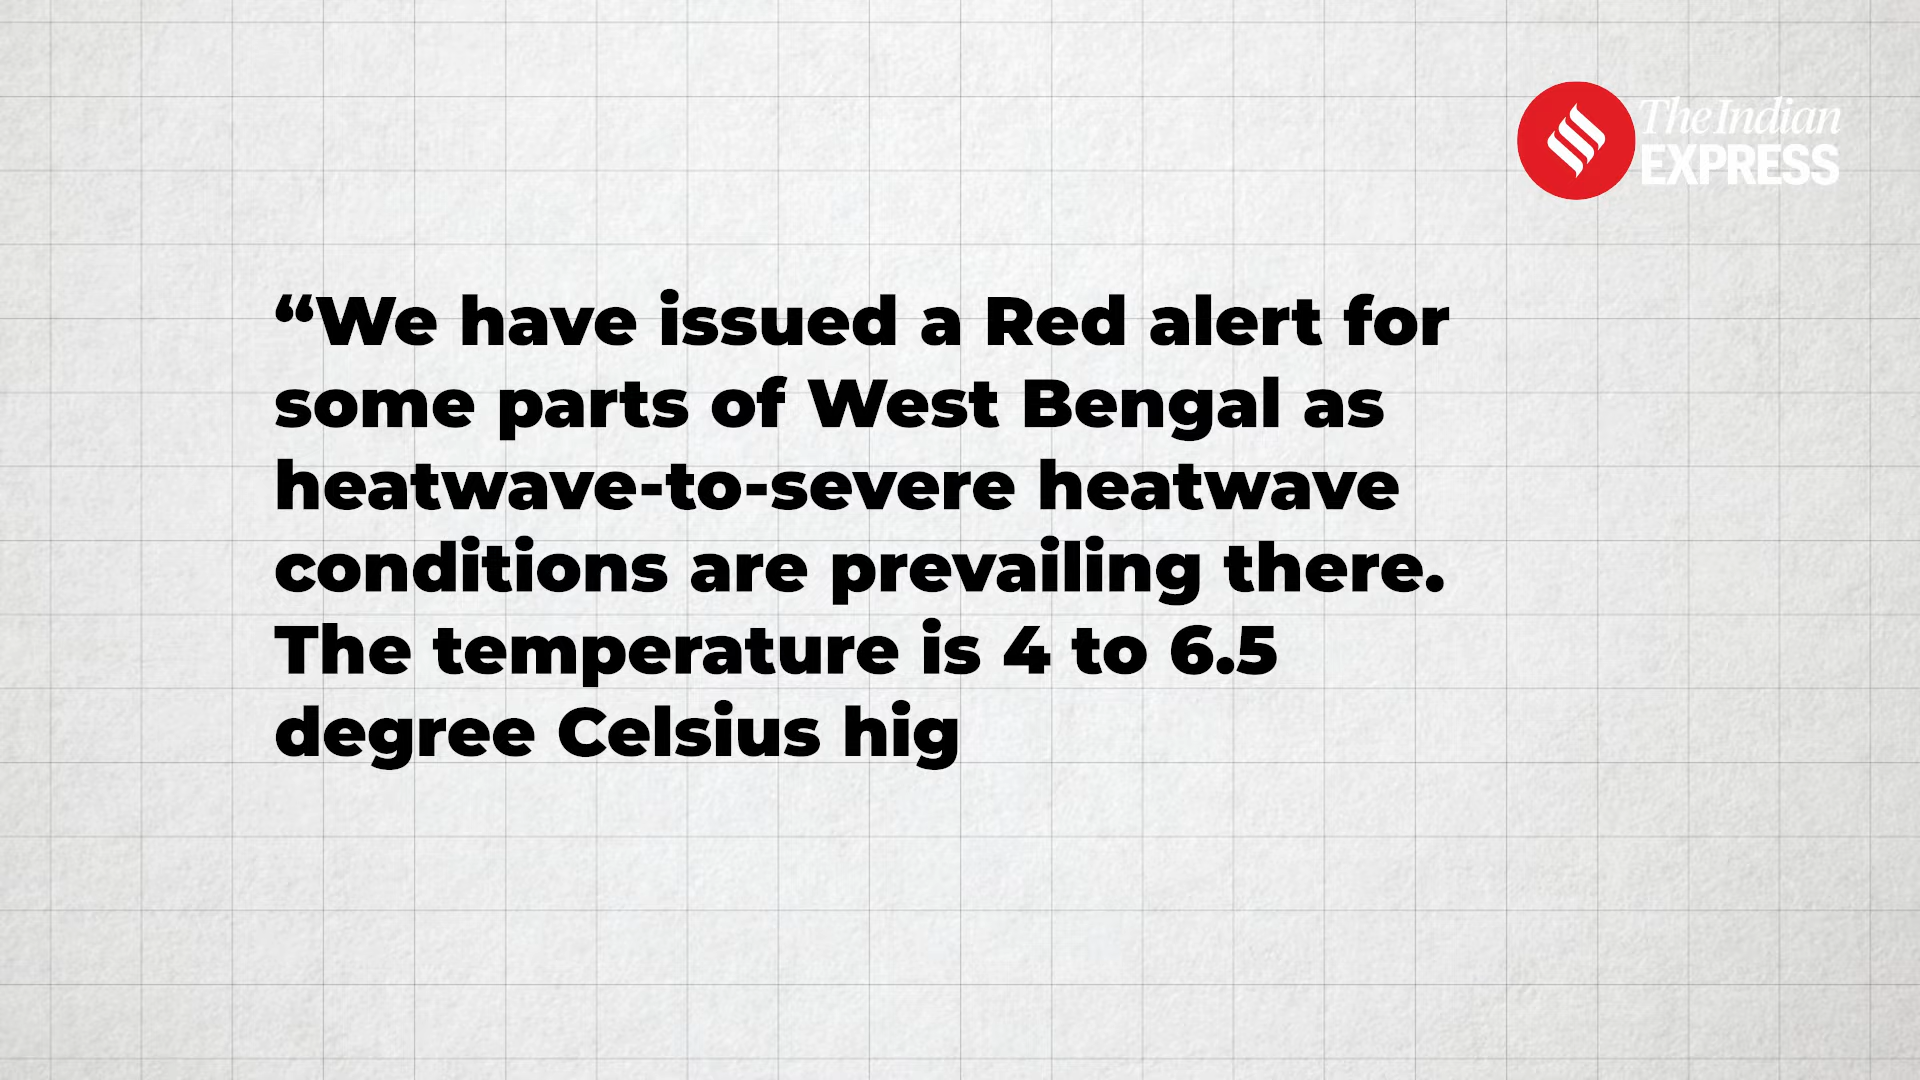 The Indian
EXPRESS
“We have issued a Red alert for
some parts of West Bengal as
heatwave-to-severe heatwave
conditions are prevailing there.
The temperature is 4 to 6.5
degree Celsius hig